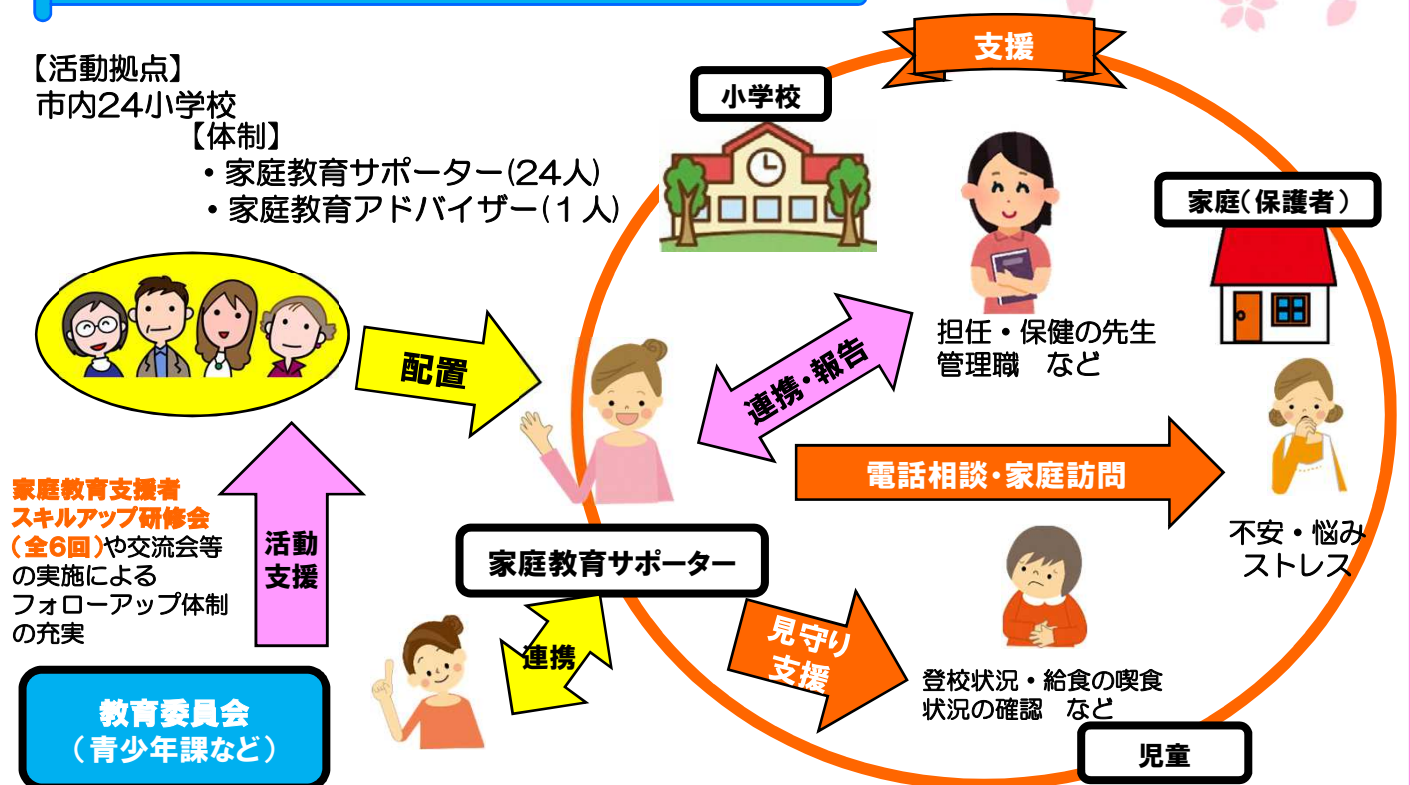 【活動拠点】
市内24小学校
【体制】
・家庭教育サポーター(24人)
・家庭教育アドバイザー(１人)
支援
小学校
家庭(保護者)
担任・保健の先生
管理職　など
配置
連携・報告
電話相談・家庭訪問
不安・悩み
ストレス
家庭教育支援者
スキルアップ研修会
(全6回)や交流会等
の実施による
フォローアップ体制
の充実
活動
支援
家庭教育サポーター
連携
見守り
支援
登校状況・給食の喫食
状況の確認　など
児童
教育委員会
(青少年課など)